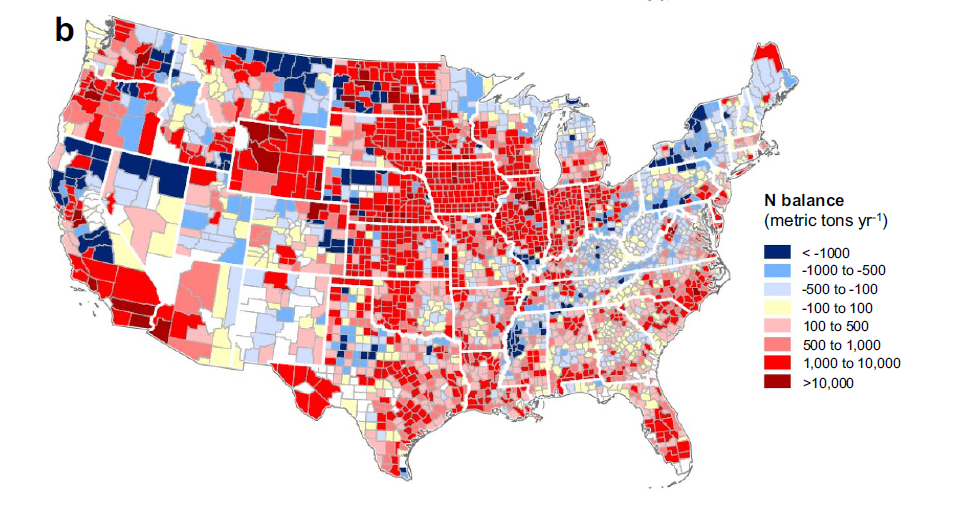 b
N balance
(metric tons yr⁻¹)
< -1000
-1000 to -500
-500 to -100
-100 to 100
100 to 500
500 to 1,000
1,000 to 10,000
>10,000